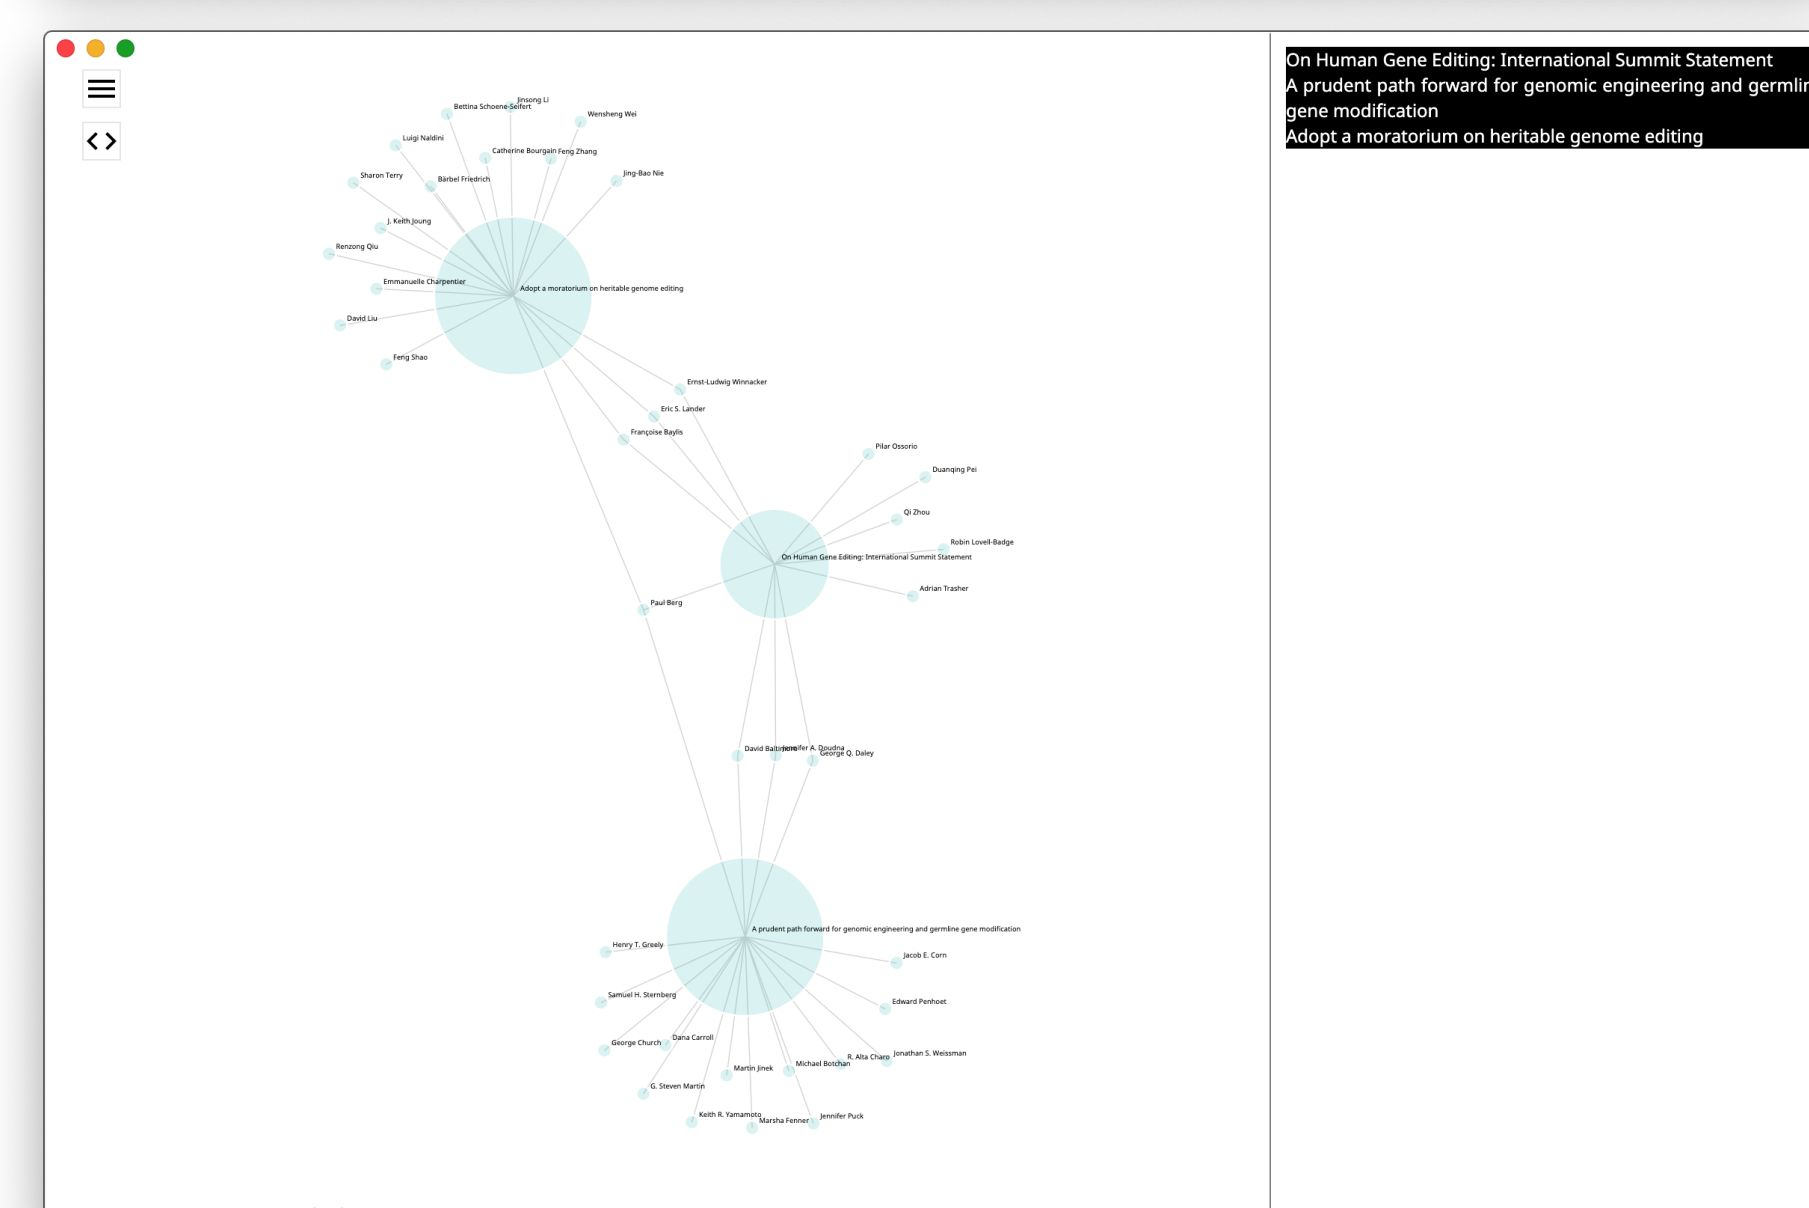 On Human Gene Editing: International Summit Statement
A prudent path forward for genomic engineering and
gene modification
Adopt a moratorium on heritable genome editing
Jinsong Li
Bettina Schoene-Seifert
Wensheng Wei
Luigi Naldini
Catherine Bourgain
Feng Zhang
Sharon Terry
Bärbel Friedrich
Jing-Bao Nie
J. Keith Joung
Renzong Qiu
Emmanuelle Charpentier
Adopt a moratorium on heritable genome editing
David Liu
Feng Shao
Ernst-Ludwig Winnacker
Eric S. Lander
Françoise Baylis
Pilar Ossorio
Duanqing Pei
Qi Zhou
Robin Lovell-Badge
On Human Gene Editing: International Summit Statement
Adrian Trasher
Paul Berg
David Baltimore
Jennifer A. Doudna
George Q. Daley
A prudent path forward for genomic engineering and germline gene modification
Henry T. Greely
Jacob E. Corn
Samuel H. Sternberg
Edward Penhoet
George Church
Dana Carroll
R. Alta Charo
Jonathan S. Weissman
Martin Jinek
Michael Botchan
G. Steven Martin
Keith R. Yamamoto
Marsha Fenner
Jennifer Puck